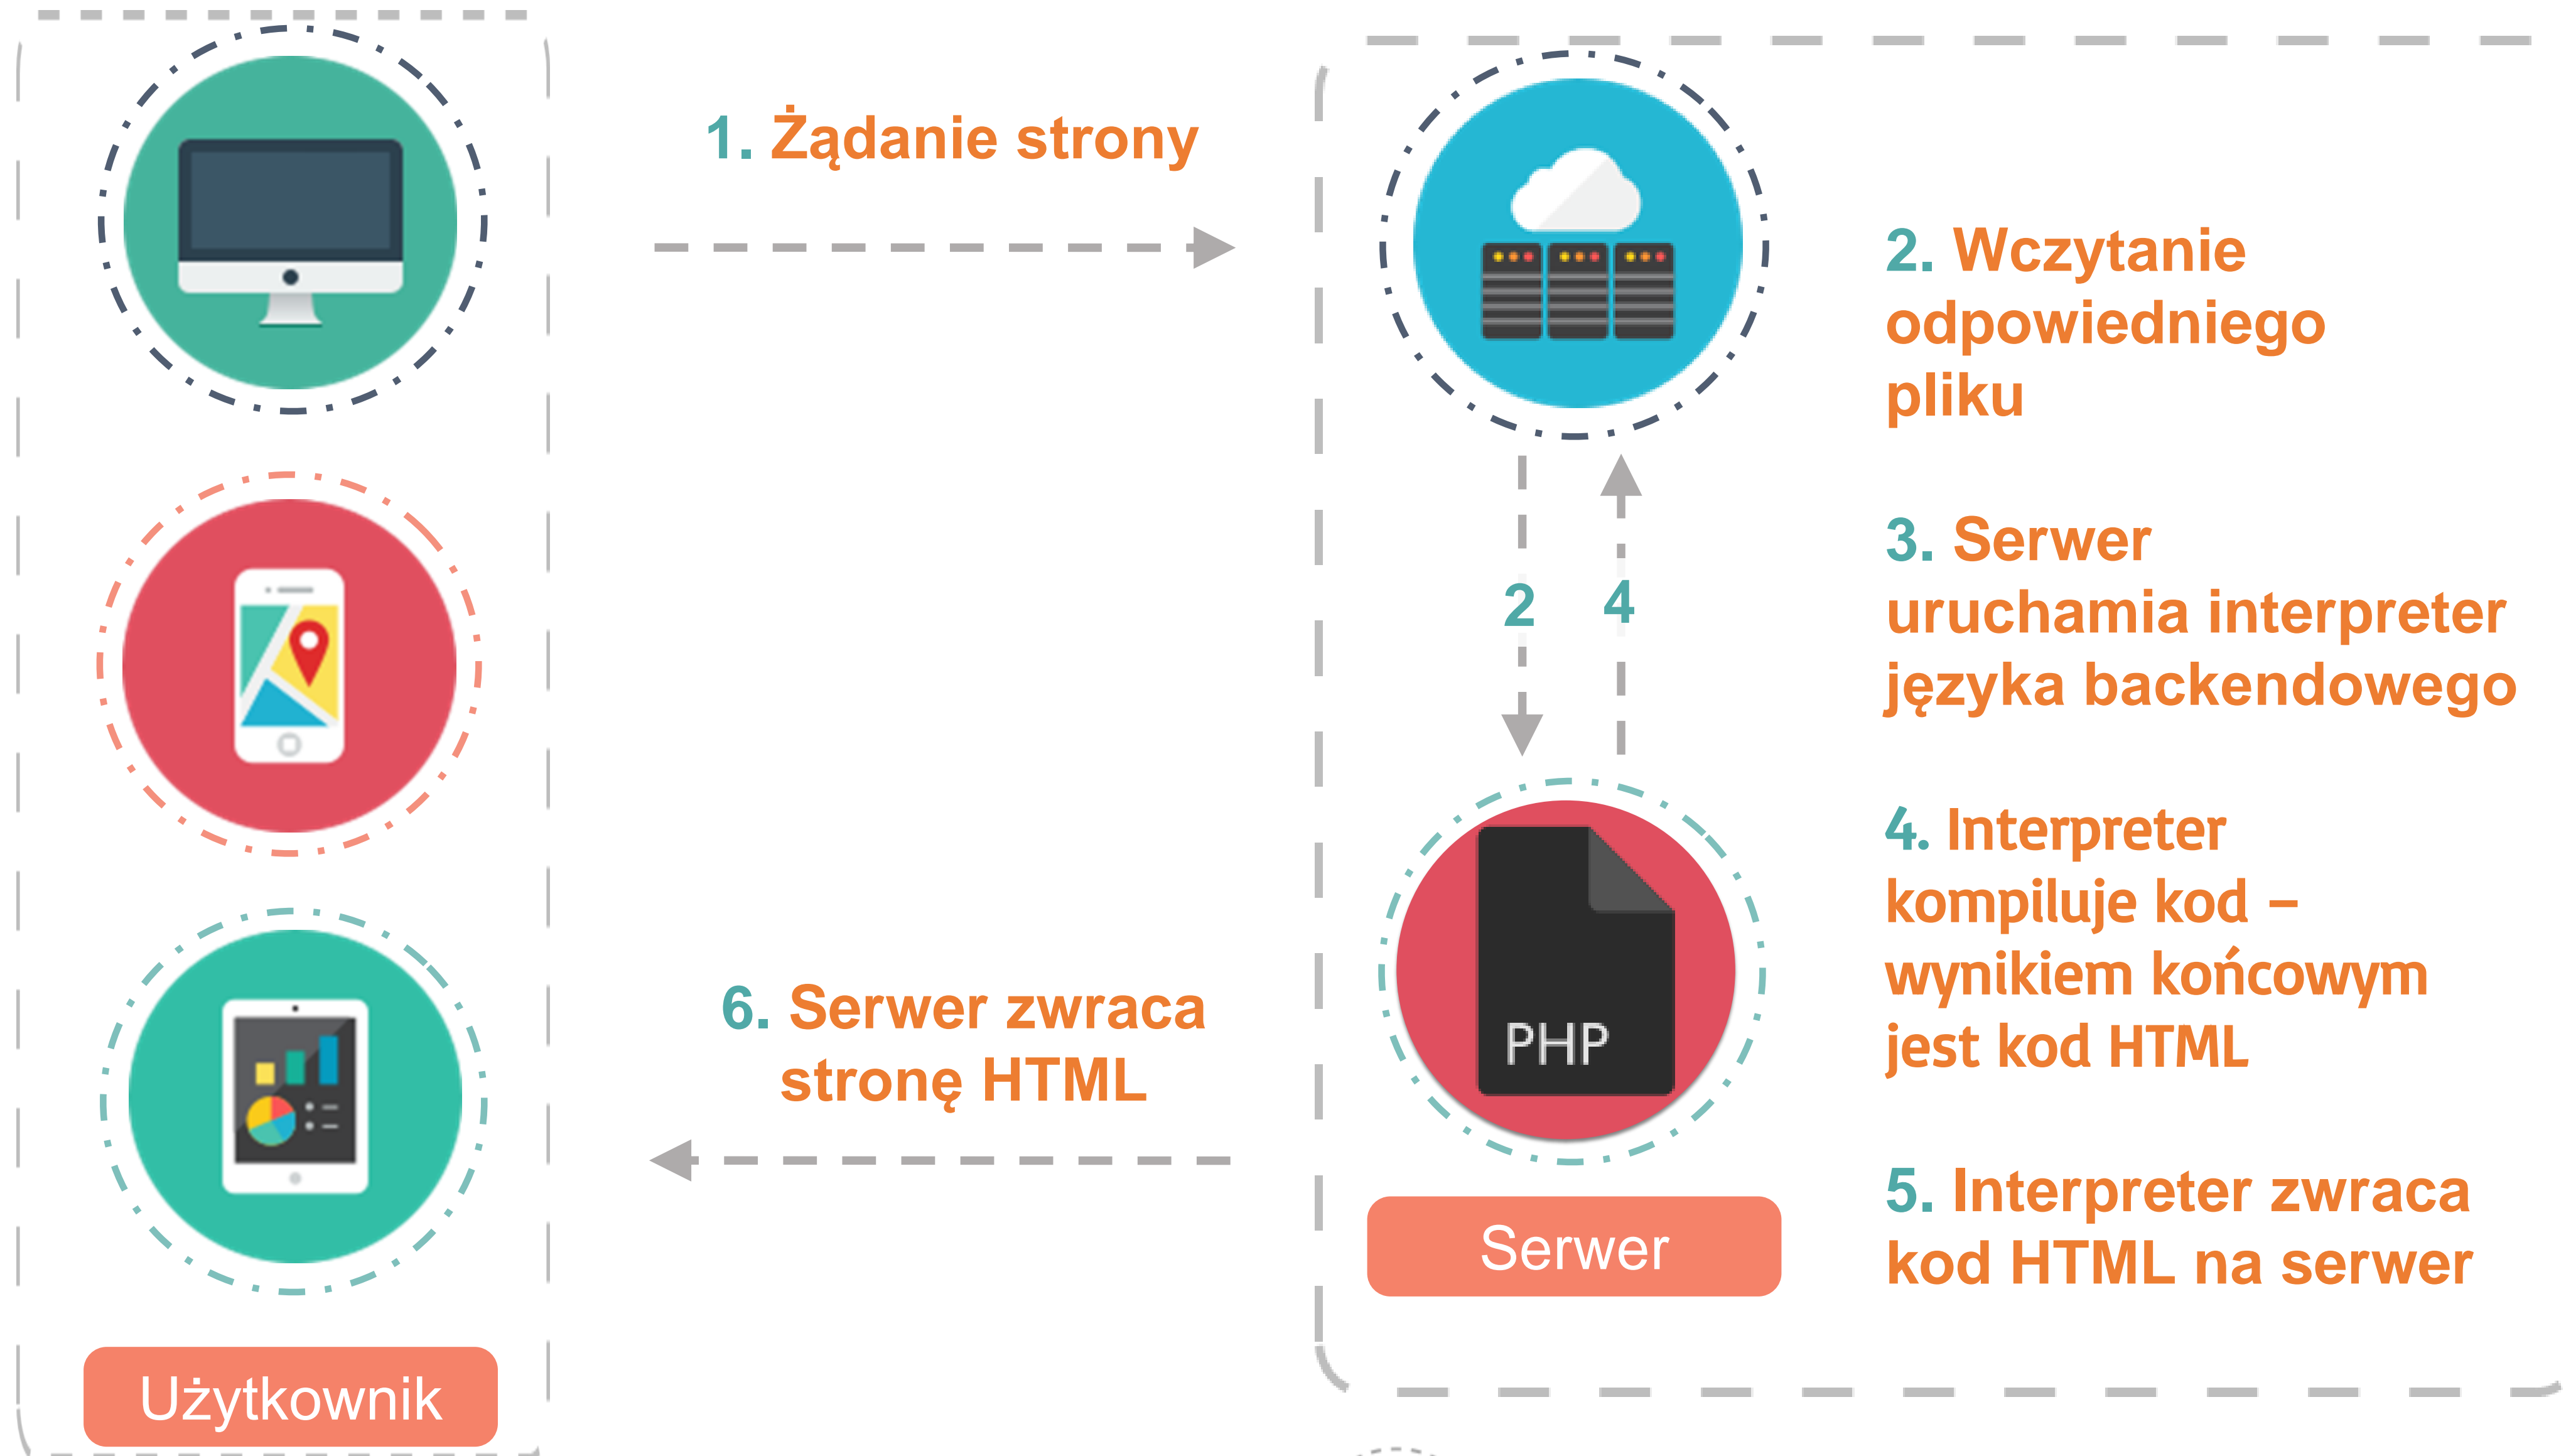 1. Żądanie strony
2. Wczytanie
odpowiedniego
pliku
3. Serwer
uruchamia interpreter
języka backendowego
2 4
4. Interpreter
kompiluje kod –
wynikiem końcowym
jest kod HTML
PHP
6. Serwer zwraca
stronę HTML
5. Interpreter zwraca
kod HTML na serwer
Serwer
Użytkownik